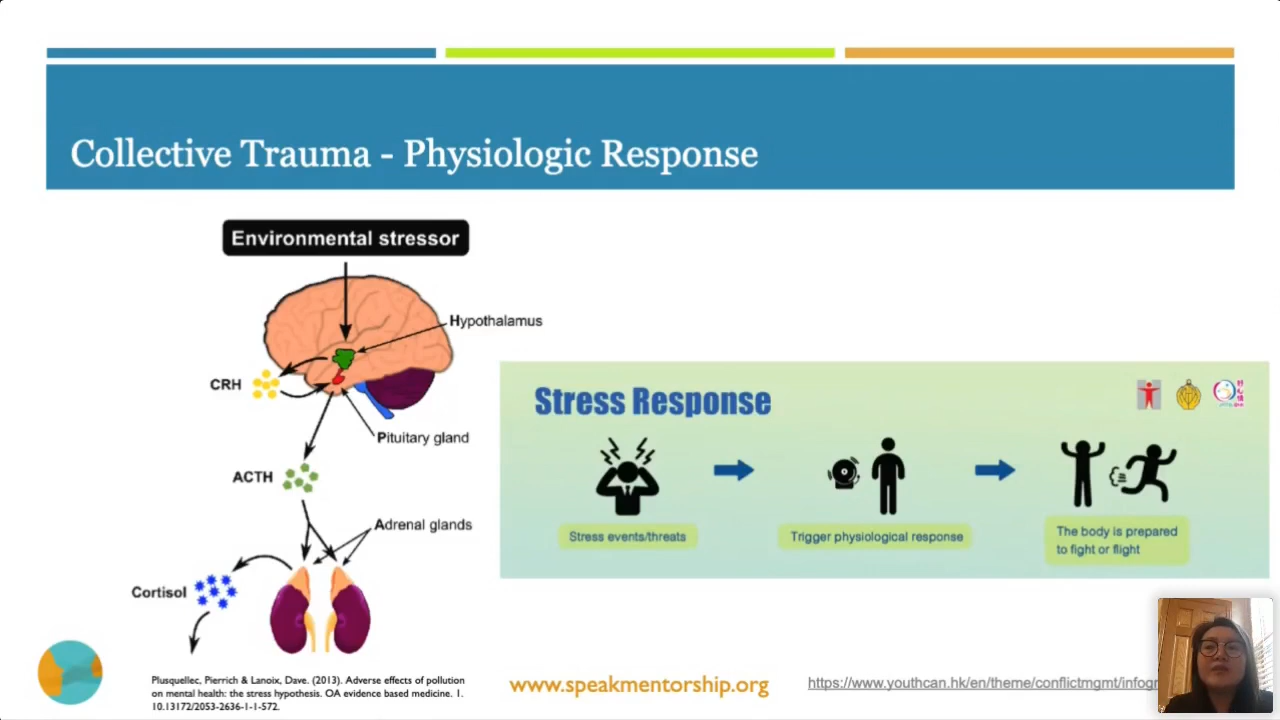 Collective Trauma - Physiologic Response
Environmental stressor
Hypothalamus
CRH
Pituitary gland
ACTH
Adrenal glands
Cortisol
Stress Response
Stress events/threats
Trigger physiological response
The body is prepared
to fight or flight
Plusquellec, Pierrich & Lanoix, Dave. (2013). Adverse effects of pollution
on mental health: the stress hypothesis. OA evidence based medicine. 1.
10.13172/2053-2636-1-1-572.
www.speakmentorship.org
https://www.youthcan.hk/en/theme/conflictmgmt/infogr